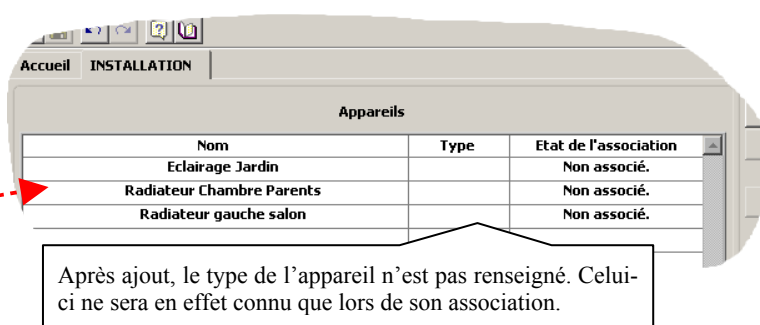 Accueil INSTALLATION
Appareils
Nom Type Etat de l'association
Eclairage Jardin Non associé.
Radiateur Chambre Parents Non associé.
Radiateur gauche salon Non associé.
Après ajout, le type de l’appareil n’est pas renseigné. Celui-
ci ne sera en effet connu que lors de son association.